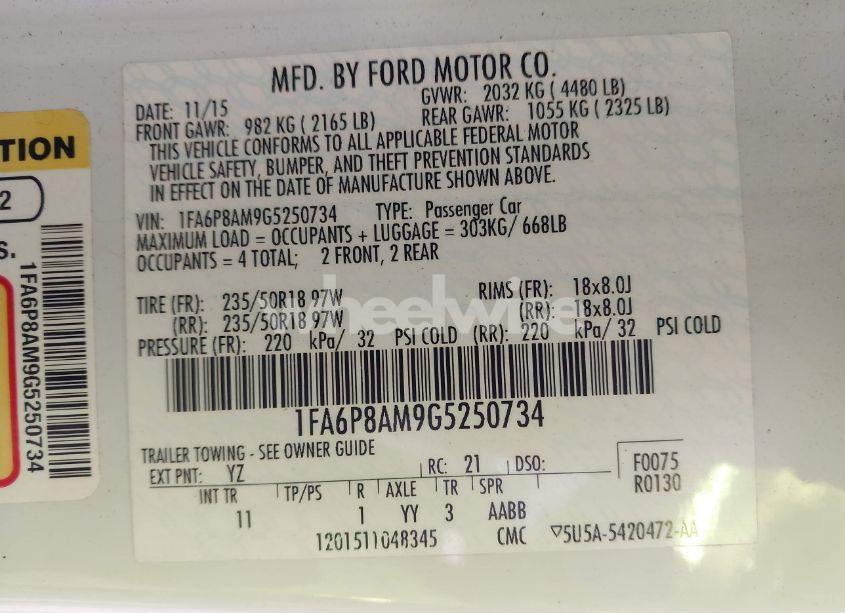 MFD. BY FORD MOTOR CO.
DATE: 11/15 GVWR: 2032 KG ( 4480 LB)
FRONT GAWR: 982 KG ( 2165 LB) REAR GAWR: 1055 KG ( 2325 LB)
THIS VEHICLE CONFORMS TO ALL APPLICABLE FEDERAL MOTOR
VEHICLE SAFETY, BUMPER, AND THEFT PREVENTION STANDARDS
IN EFFECT ON THE DATE OF MANUFACTURE SHOWN ABOVE.
VIN: 1FA6P8AM9G5250734 TYPE: Passenger Car
MAXIMUM LOAD = OCCUPANTS + LUGGAGE = 303KG/ 668LB
OCCUPANTS = 4 TOTAL; 2 FRONT, 2 REAR
TIRE (FR): 235/50R18 97W RIMS (FR): 18x8.0J
(RR): 235/50R18 97W (RR): 18x8.0J
PRESSURE (FR): 220 kPa/ 32 PSI COLD (RR): 220 kPa/ 32 PSI COLD
1FA6P8AM9G5250734
TRAILER TOWING - SEE OWNER GUIDE
EXT PNT: YZ RC: 21 DSO: F0075
R0130
INT TR TP/PS R AXLE TR SPR
11 1 YY 3 AABB
1201511048345 CMC ▽5U5A-5420472-AA
TION
2
S.
1FA6P8AM9G5250734
heelwire